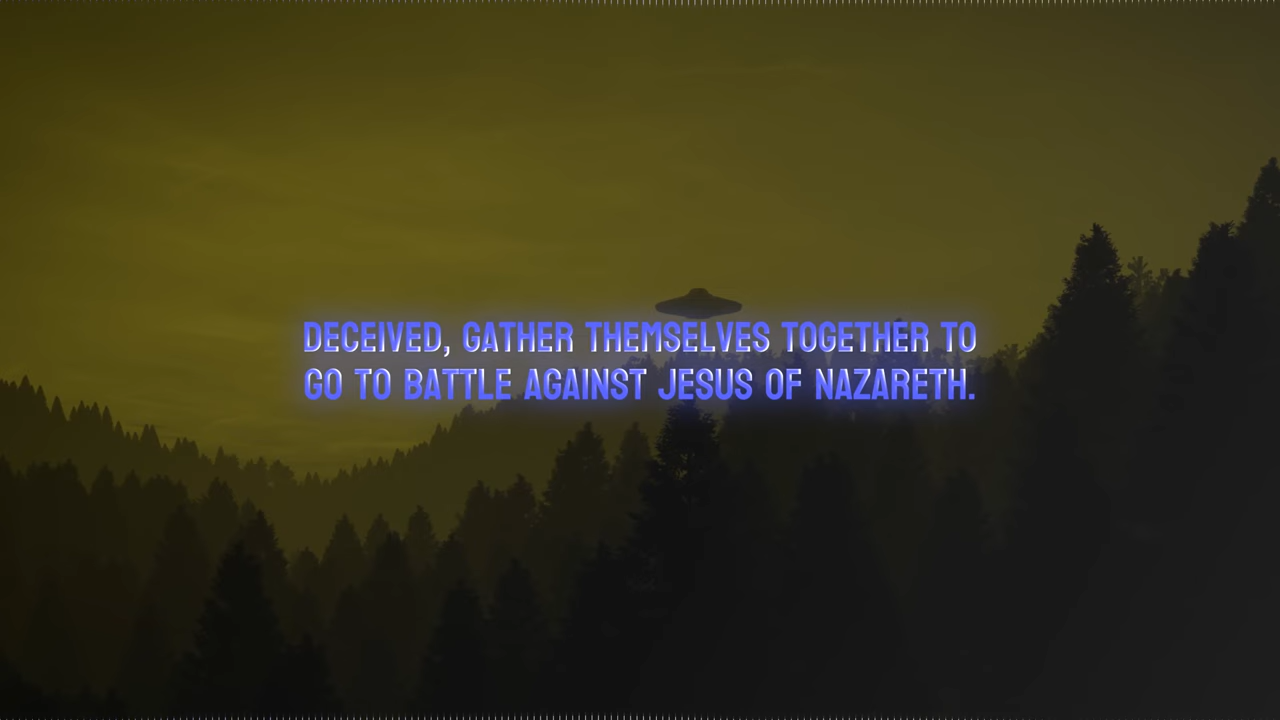 DECEIVED, GATHER THEMSELVES TOGETHER TO
GO TO BATTLE AGAINST JESUS OF NAZARETH.